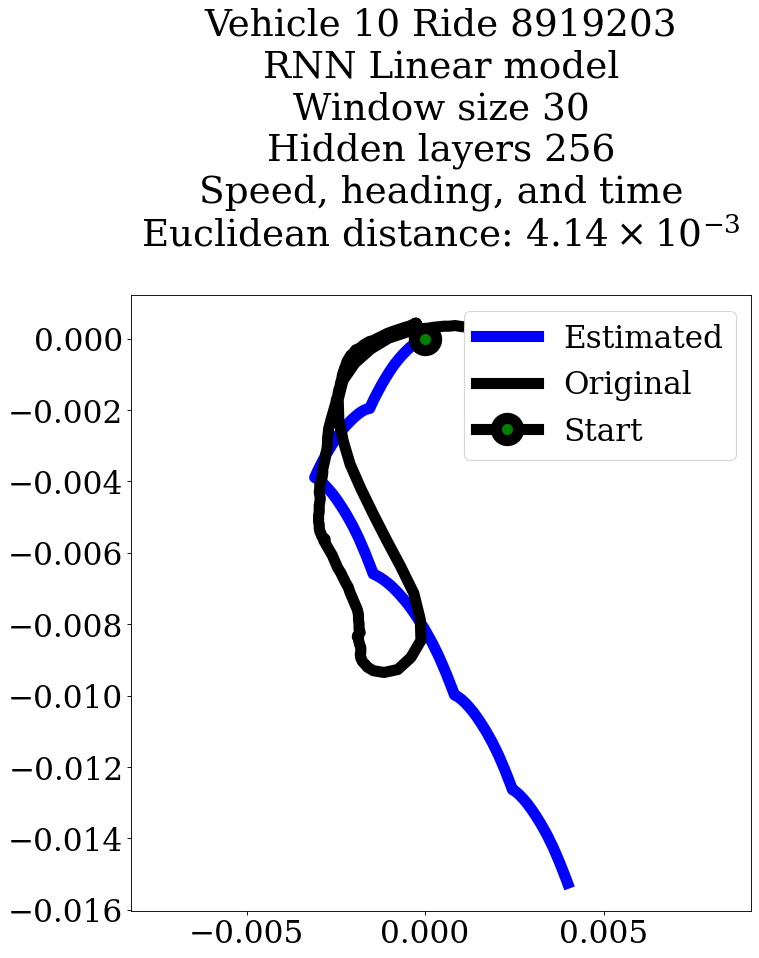 Vehicle 10 Ride 8919203
RNN Linear model
Window size 30
Hidden layers 256
Speed, heading, and time
Euclidean distance: 4.14 × 10⁻³
Estimated
Original
Start
0.000
−0.002
−0.004
−0.006
−0.008
−0.010
−0.012
−0.014
−0.016
−0.005 0.000 0.005